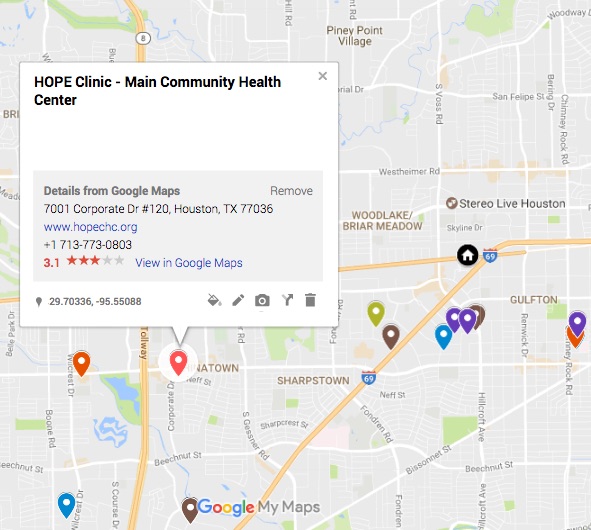 Piney Point
Village
8
Hill Rd
Woodway Dr
HOPE Clinic - Main Community Health
Center
Details from Google Maps
Remove
7001 Corporate Dr #120, Houston, TX 77036
www.hopechc.org
+1 713-773-0803
3.1
View in Google Maps
29.70336, -95.55088
S Voss Rd
San Felipe St
Bering Dr
Chimney Rock Rd
Westheimer Rd
Stereo Live Houston
WOODLAKE/
BRIAR MEADOW
Skyline Dr
69
GULFTON
Renwick Dr
Belle Park Dr
Tollway
Wilcrest Dr
Corporate Dr
SHARPSTOWN
69
Neff St
Neff St
Boone Rd
S Gessner Rd
Sharpcrest St
Fondren Rd
Hillcroft Ave
Beechnut St
Beechnut St
Bissonnet St
Wilcrest Dr
S Course Dr
Fondren Rd
Google My Maps